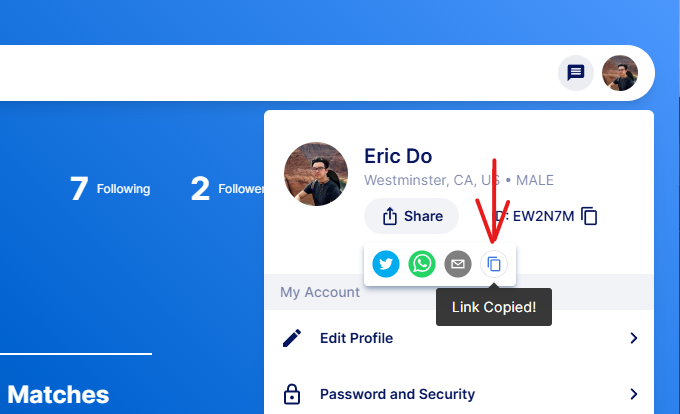 7 Following
2 Follower
Eric Do
Westminster, CA, US • MALE
Share
D: EW2N7M
My Account
Link Copied!
Edit Profile
Matches
Password and Security